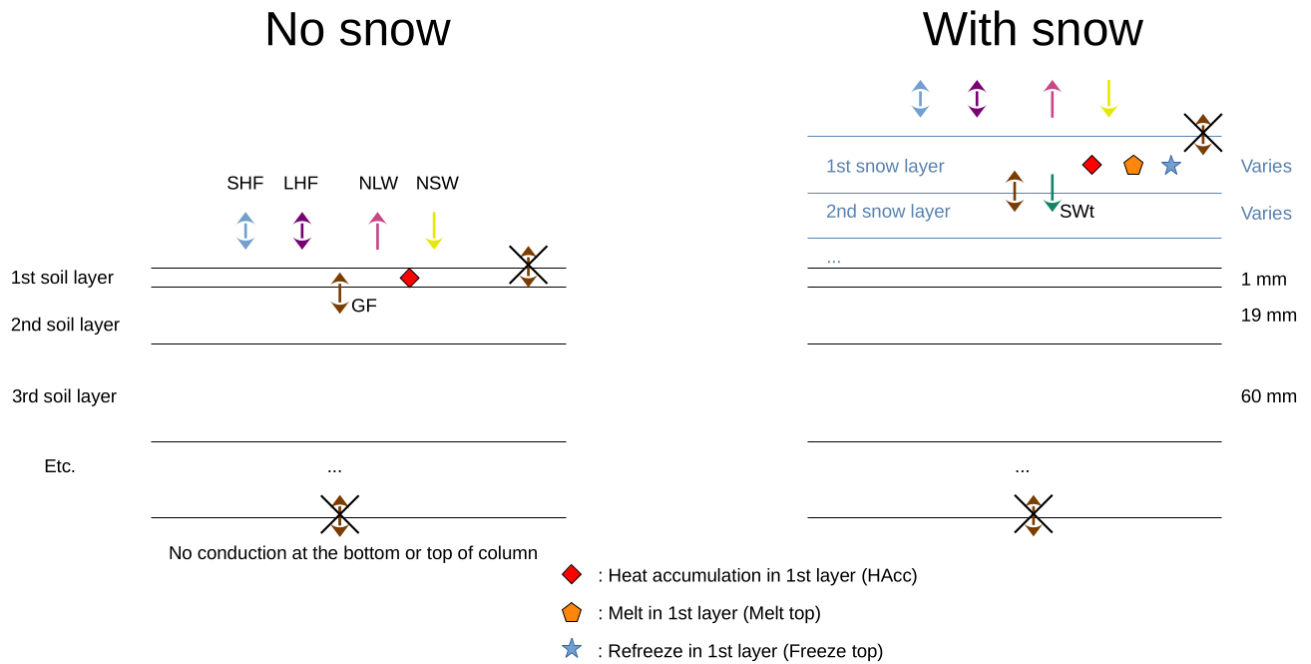 No snow
With snow
SHF LHF NLW NSW
1st snow layer
Varies
2nd snow layer
SWt
Varies
...
1st soil layer
GF
1 mm
2nd soil layer
19 mm
3rd soil layer
60 mm
Etc.
...
...
No conduction at the bottom or top of column
: Heat accumulation in 1st layer (HAcc)
: Melt in 1st layer (Melt top)
: Refreeze in 1st layer (Freeze top)